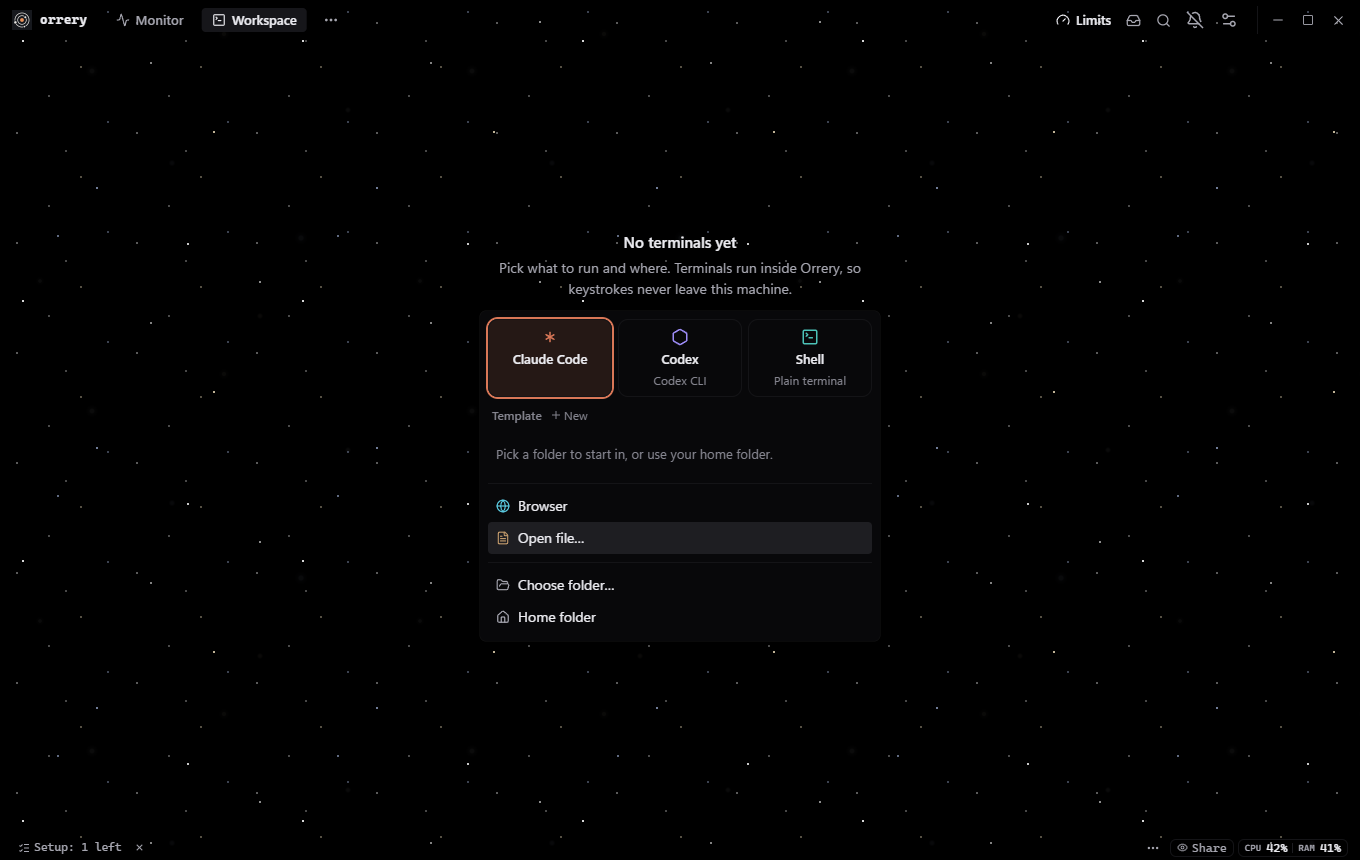 orrery
Monitor
Workspace
Limits
No terminals yet
Pick what to run and where. Terminals run inside Orrery, so
keystrokes never leave this machine.
Claude Code
Codex
Codex CLI
Shell
Plain terminal
Template
+ New
Pick a folder to start in, or use your home folder.
Browser
Open file...
Choose folder...
Home folder
Setup: 1 left
Share
CPU 42%
RAM 41%